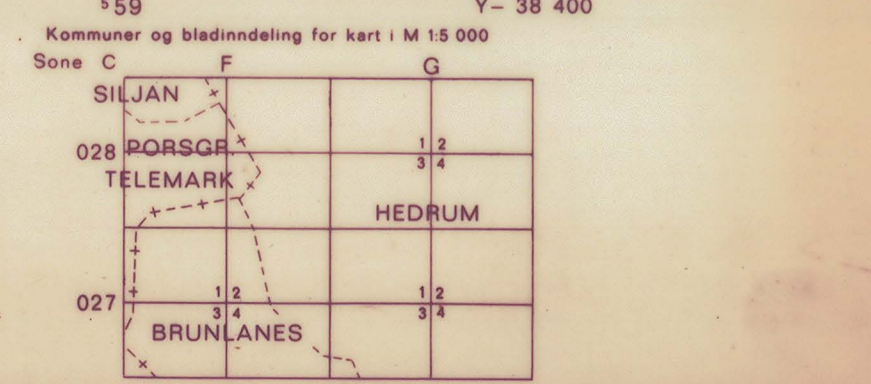 ⁵59 Y– 38 400
Kommuner og bladinndeling for kart i M 1:5 000
Sone C F G
SILJAN
1 2
028 PORSGR.
3 4
TELEMARK
HEDRUM
1 2 1 2
027
3 4 3 4
BRUNLANES